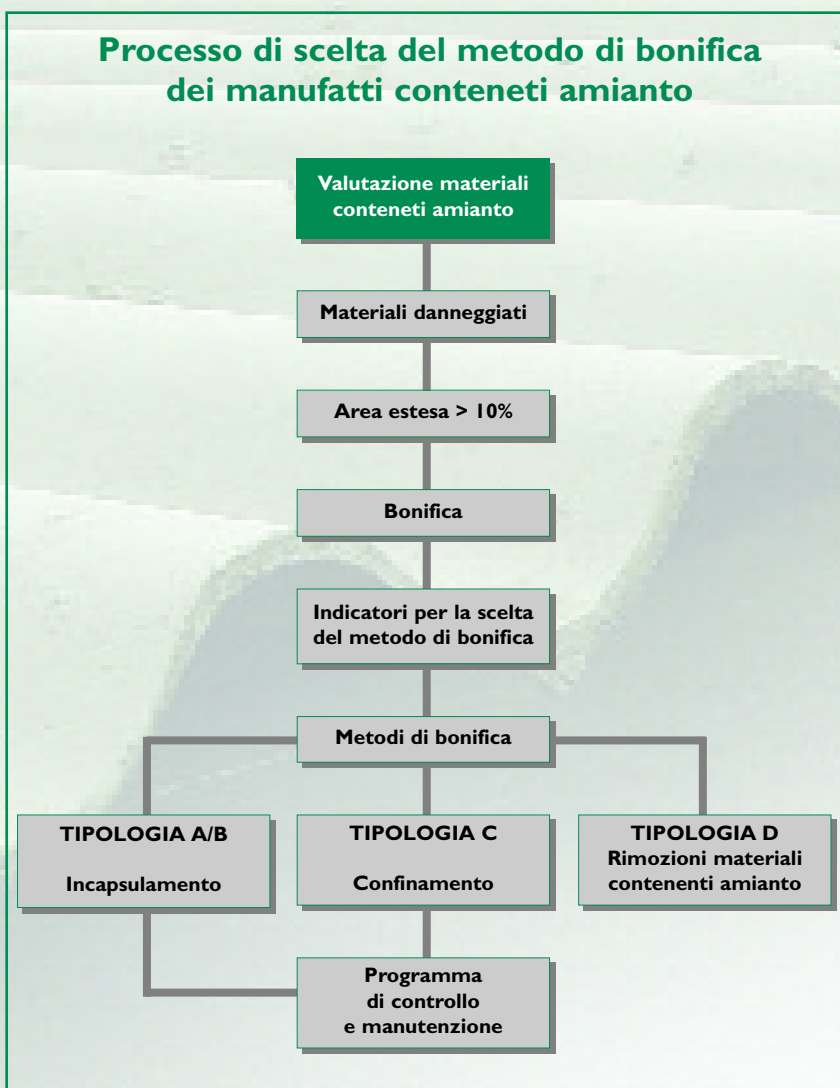 Processo di scelta del metodo di bonifica
dei manufatti conteneti amianto
Valutazione materiali
conteneti amianto
Materiali danneggiati
Area estesa > 10%
Bonifica
Indicatori per la scelta
del metodo di bonifica
Metodi di bonifica
TIPOLOGIA A/B
Incapsulamento
TIPOLOGIA C
Confinamento
TIPOLOGIA D
Rimozioni materiali
contenenti amianto
Programma
di controllo
e manutenzione